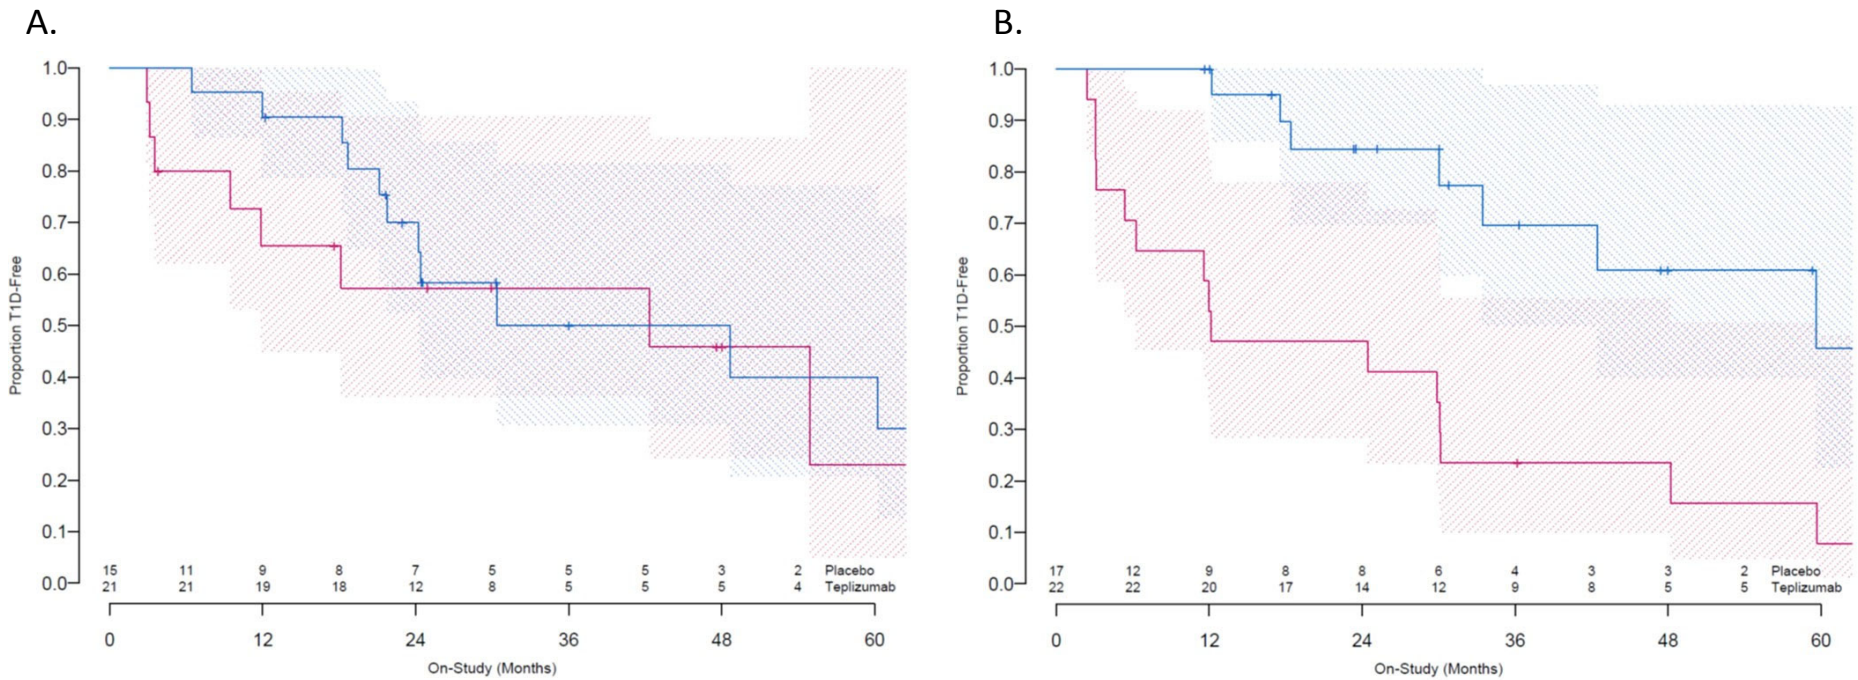 A.
1.0
0.9
0.8
0.7
0.6
0.5
0.4
0.3
0.2
0.1
0.0
Proportion T1D-Free
15 11 9 8 7 5 5 5 3 2 Placebo
21 21 19 18 12 8 5 5 5 4 Teplizumab
0 12 24 36 48 60
On-Study (Months)
B.
1.0
0.9
0.8
0.7
0.6
0.5
0.4
0.3
0.2
0.1
0.0
Proportion T1D-Free
17 12 9 8 8 6 4 3 3 2 Placebo
22 22 20 17 14 12 9 8 5 5 Teplizumab
0 12 24 36 48 60
On-Study (Months)